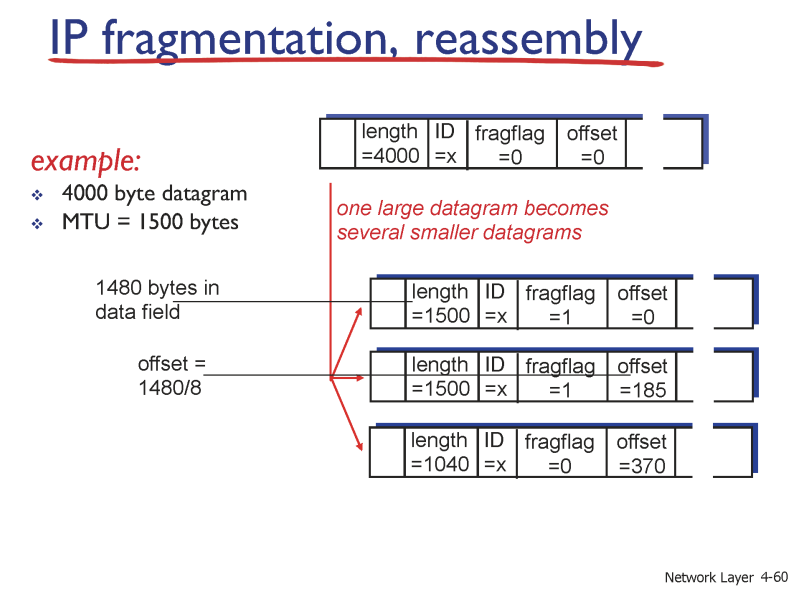 IP fragmentation, reassembly
example:
❖ 4000 byte datagram
❖ MTU = 1500 bytes
length ID fragflag offset
=4000 =x =0 =0
one large datagram becomes
several smaller datagrams
1480 bytes in
data field
length ID fragflag offset
=1500 =x =1 =0
offset =
1480/8
length ID fragflag offset
=1500 =x =1 =185
length ID fragflag offset
=1040 =x =0 =370
Network Layer 4-60